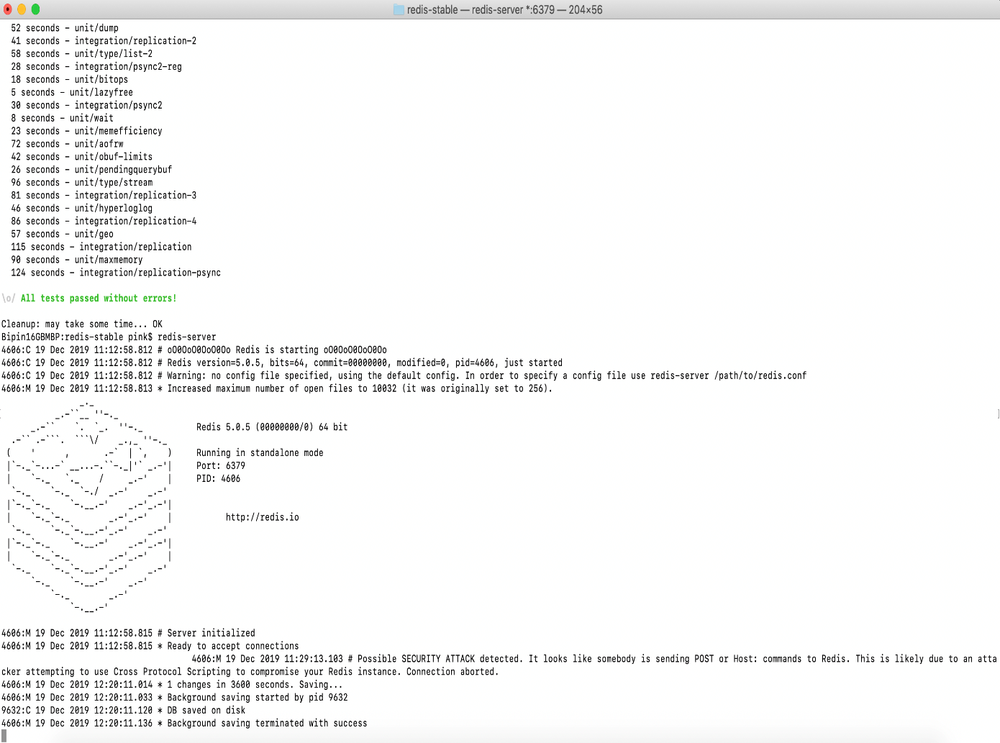 redis-stable — redis-server *:6379 — 204×56
52 seconds - unit/dump
41 seconds - integration/replication-2
58 seconds - unit/type/list-2
28 seconds - integration/psync2-reg
18 seconds - unit/bitops
5 seconds - unit/lazyfree
30 seconds - integration/psync2
8 seconds - unit/wait
23 seconds - unit/memefficiency
72 seconds - unit/aofrw
42 seconds - unit/obuf-limits
26 seconds - unit/pendingquerybuf
96 seconds - unit/type/stream
81 seconds - integration/replication-3
46 seconds - unit/hyperloglog
86 seconds - integration/replication-4
57 seconds - unit/geo
115 seconds - integration/replication
90 seconds - unit/maxmemory
124 seconds - integration/replication-psync
\o/ All tests passed without errors!
Cleanup: may take some time... OK
Bipin16GBMBP:redis-stable pink$ redis-server
4606:C 19 Dec 2019 11:12:58.812 # oO0OoO0OoO0Oo Redis is starting oO0OoO0OoO0Oo
4606:C 19 Dec 2019 11:12:58.812 # Redis version=5.0.5, bits=64, commit=00000000, modified=0, pid=4606, just started
4606:C 19 Dec 2019 11:12:58.812 # Warning: no config file specified, using the default config. In order to specify a config file use redis-server /path/to/redis.conf
4606:M 19 Dec 2019 11:12:58.813 * Increased maximum number of open files to 10032 (it was originally set to 256).
Redis 5.0.5 (00000000/0) 64 bit
Running in standalone mode
Port: 6379
PID: 4606
http://redis.io
4606:M 19 Dec 2019 11:12:58.815 # Server initialized
4606:M 19 Dec 2019 11:12:58.815 * Ready to accept connections
4606:M 19 Dec 2019 11:29:13.103 # Possible SECURITY ATTACK detected. It looks like somebody is sending POST or Host: commands to Redis. This is likely due to an atta
cker attempting to use Cross Protocol Scripting to compromise your Redis instance. Connection aborted.
4606:M 19 Dec 2019 12:20:11.014 * 1 changes in 3600 seconds. Saving...
4606:M 19 Dec 2019 12:20:11.033 * Background saving started by pid 9632
9632:C 19 Dec 2019 12:20:11.120 * DB saved on disk
4606:M 19 Dec 2019 12:20:11.136 * Background saving terminated with success